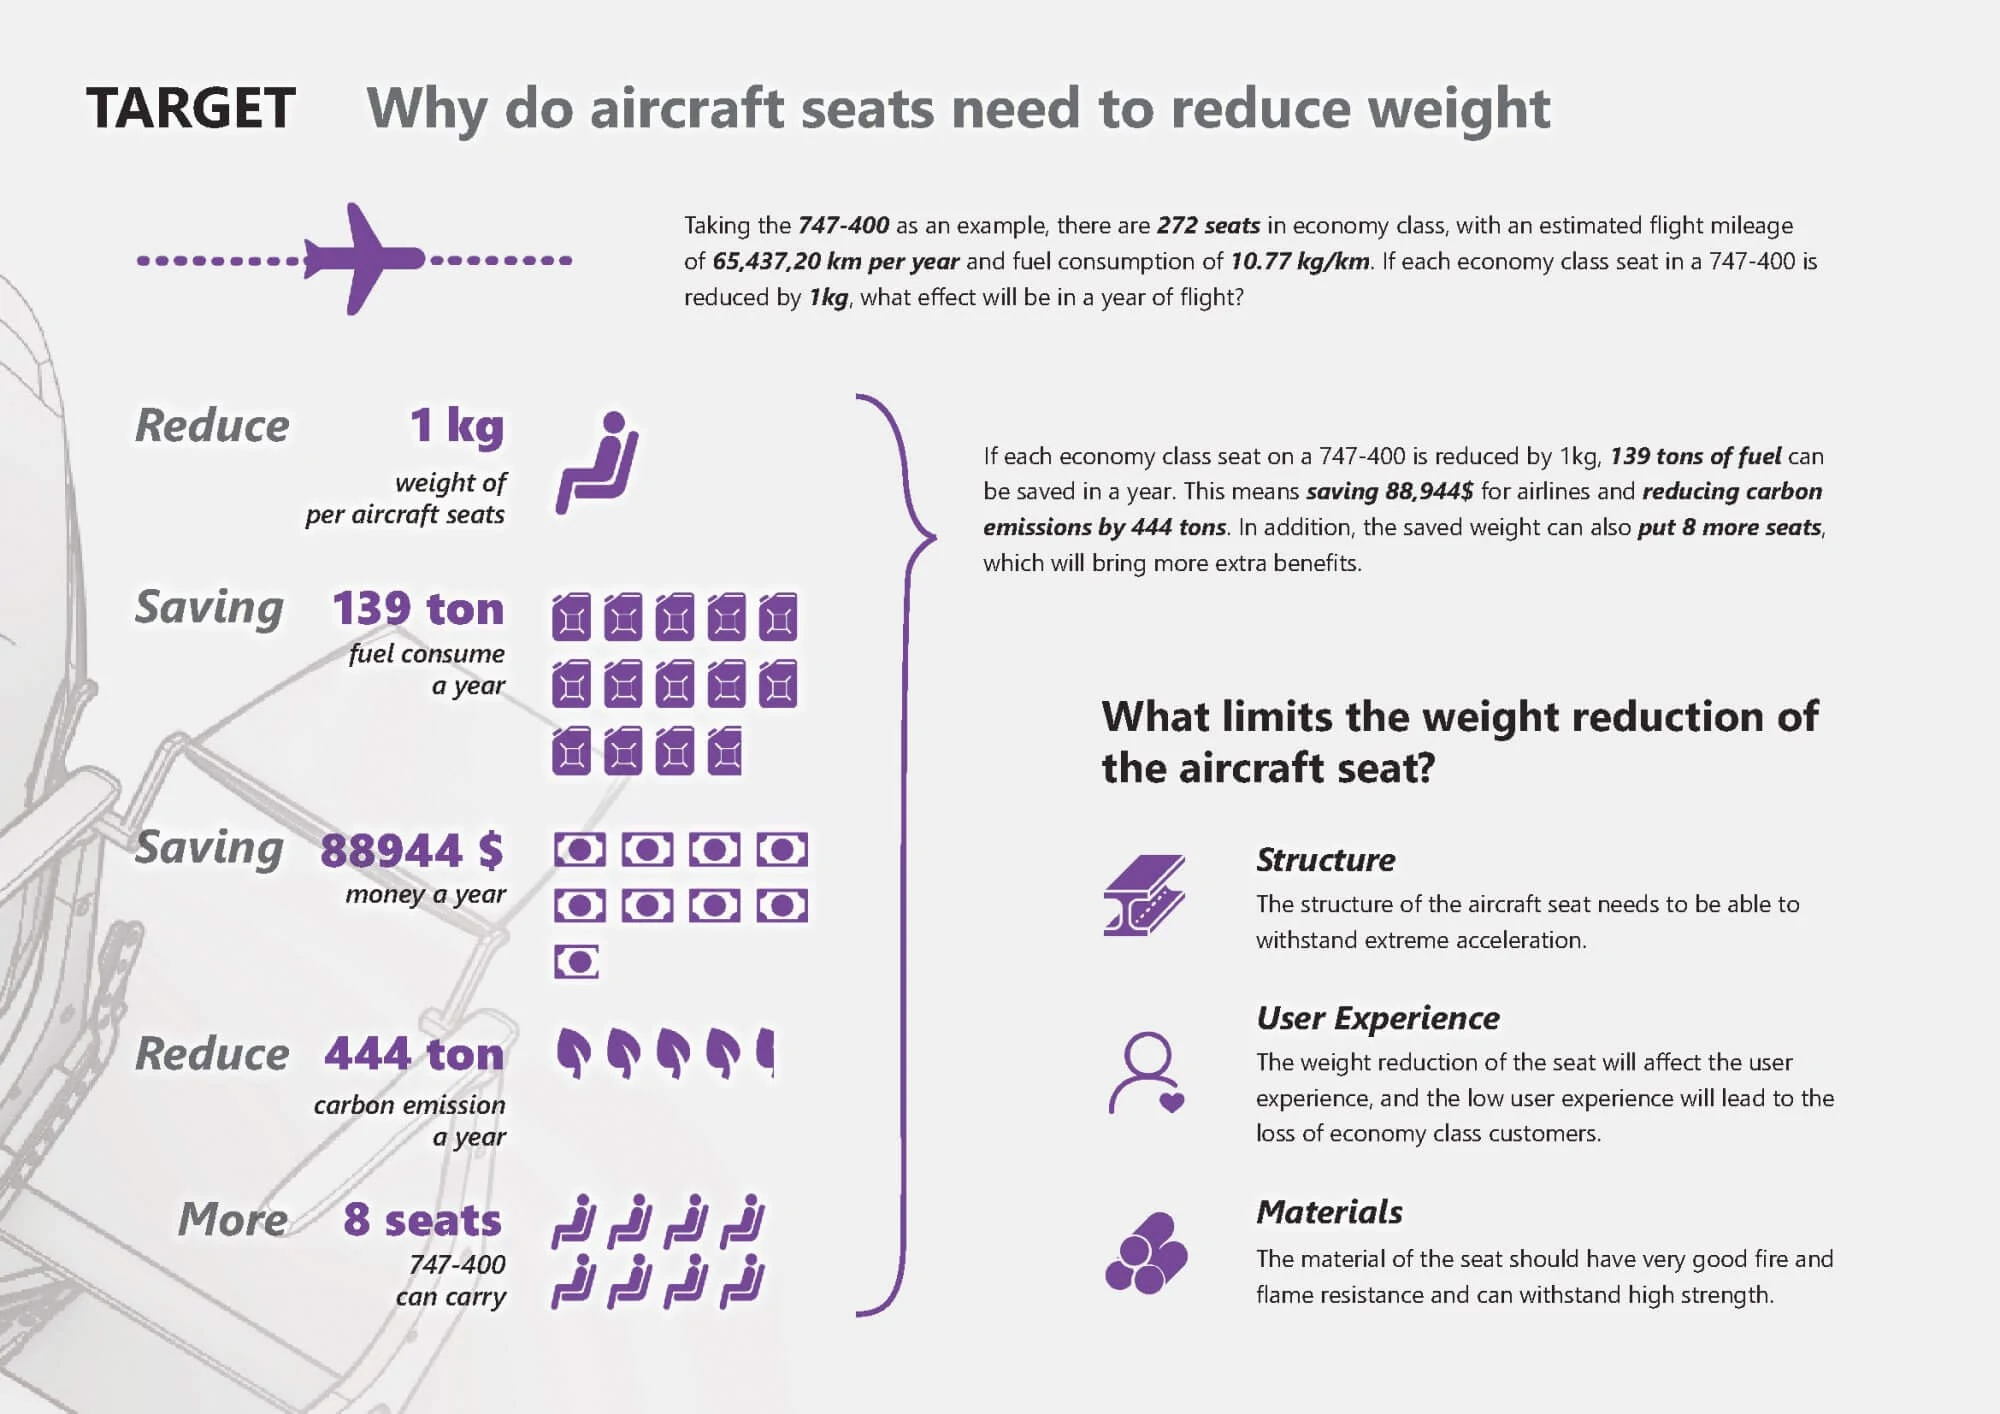 TARGET Why do aircraft seats need to reduce weight
Taking the 747-400 as an example, there are 272 seats in economy class, with an estimated flight mileage
of 65,437,20 km per year and fuel consumption of 10.77 kg/km. If each economy class seat in a 747-400 is
reduced by 1kg, what effect will be in a year of flight?
Reduce 1 kg
weight of
per aircraft seats
Saving 139 ton
fuel consume
a year
Saving 88944 $
money a year
Reduce 444 ton
carbon emission
a year
More 8 seats
747-400
can carry
If each economy class seat on a 747-400 is reduced by 1kg, 139 tons of fuel can
be saved in a year. This means saving 88,944$ for airlines and reducing carbon
emissions by 444 tons. In addition, the saved weight can also put 8 more seats,
which will bring more extra benefits.
What limits the weight reduction of
the aircraft seat?
Structure
The structure of the aircraft seat needs to be able to
withstand extreme acceleration.
User Experience
The weight reduction of the seat will affect the user
experience, and the low user experience will lead to the
loss of economy class customers.
Materials
The material of the seat should have very good fire and
flame resistance and can withstand high strength.